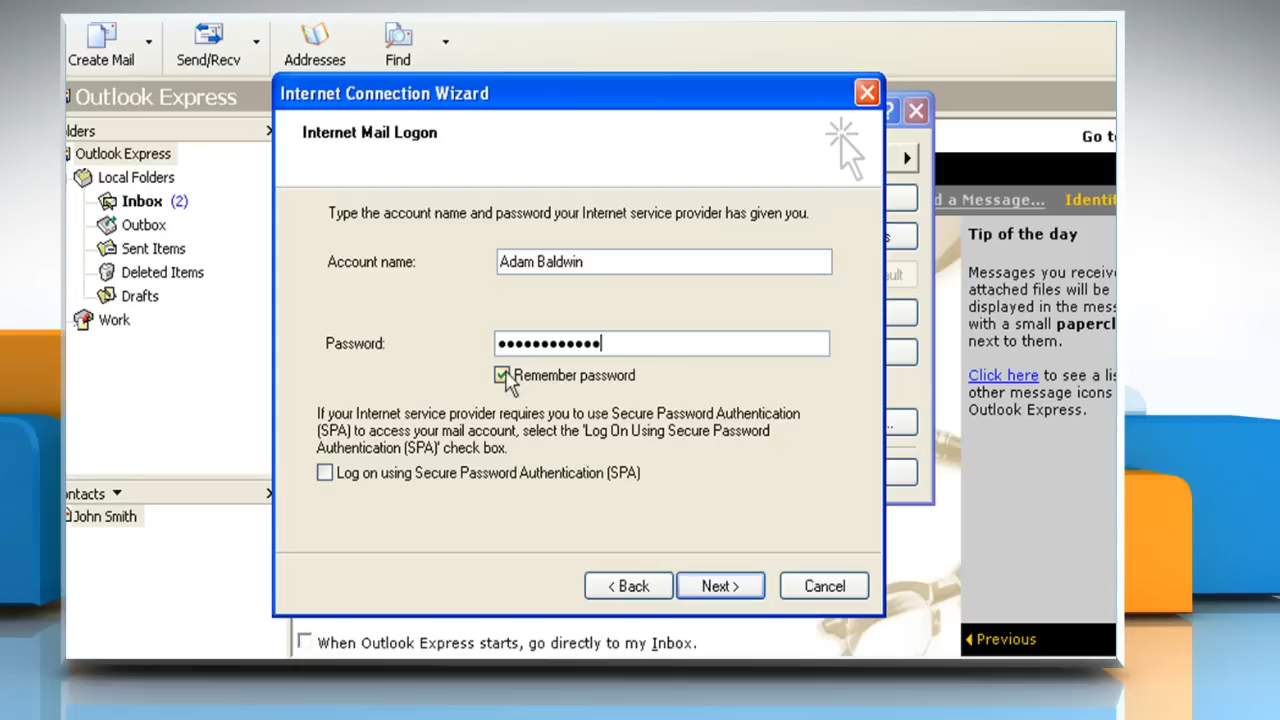 Create Mail
Send/Recv
Addresses
Find
Outlook Express
Outlook Express
Local Folders
Inbox (2)
Outbox
Sent Items
Deleted Items
Drafts
Work
John Smith
Internet Connection Wizard
Internet Mail Logon
Type the account name and password your Internet service provider has given you.
Account name:
Adam Baldwin
Password:
Remember password
If your Internet service provider requires you to use Secure Password Authentication
(SPA) to access your mail account, select the 'Log On Using Secure Password
Authentication (SPA)' check box.
Log on using Secure Password Authentication (SPA)
< Back
Next >
Cancel
When Outlook Express starts, go directly to my Inbox.
Go
a Message...
Tip of the day
Messages you
attached files will be
displayed in the
with a small
next to them.
Click here to see a
other message icons
Outlook Express.
Previous